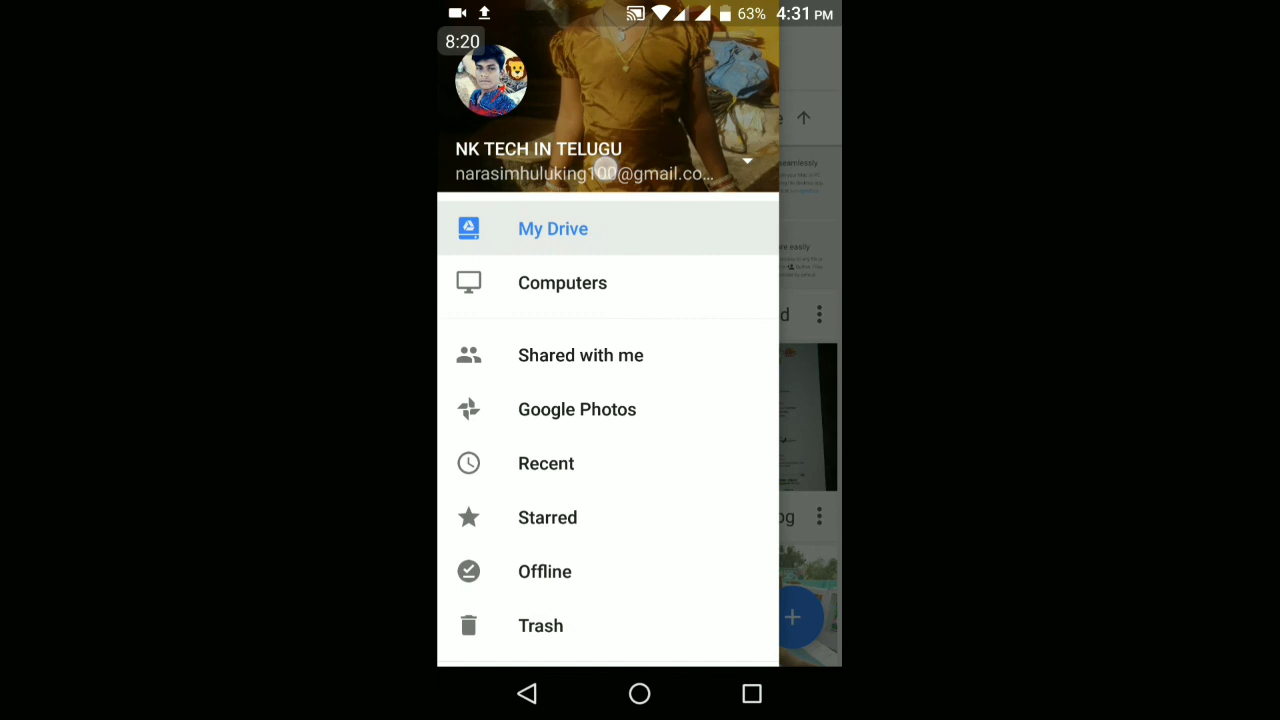 63% 4:31 PM
8:20
NK TECH IN TELUGU
narasimhuluking100@gmail.co...
My Drive
Computers
Shared with me
Google Photos
Recent
Starred
Offline
Trash